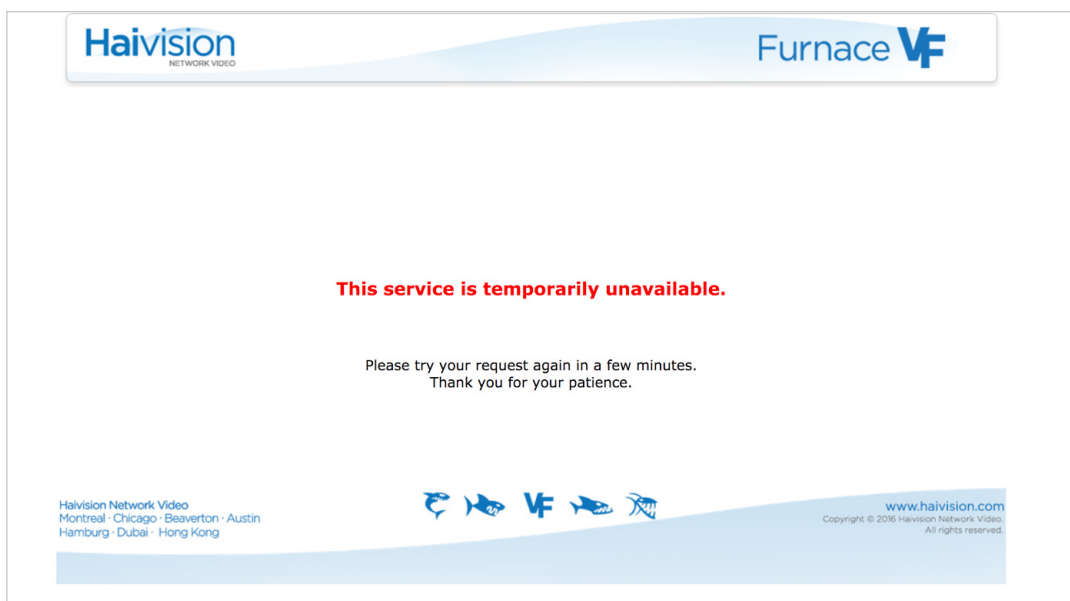 Haivision
NETWORK VIDEO
Furnace VF
This service is temporarily unavailable.
Please try your request again in a few minutes.
Thank you for your patience.
Haivision Network Video
Montreal · Chicago · Beaverton · Austin
Hamburg · Dubai · Hong Kong
VF
www.haivision.com
Copyright © 2016 Haivision Network Video.
All rights reserved.